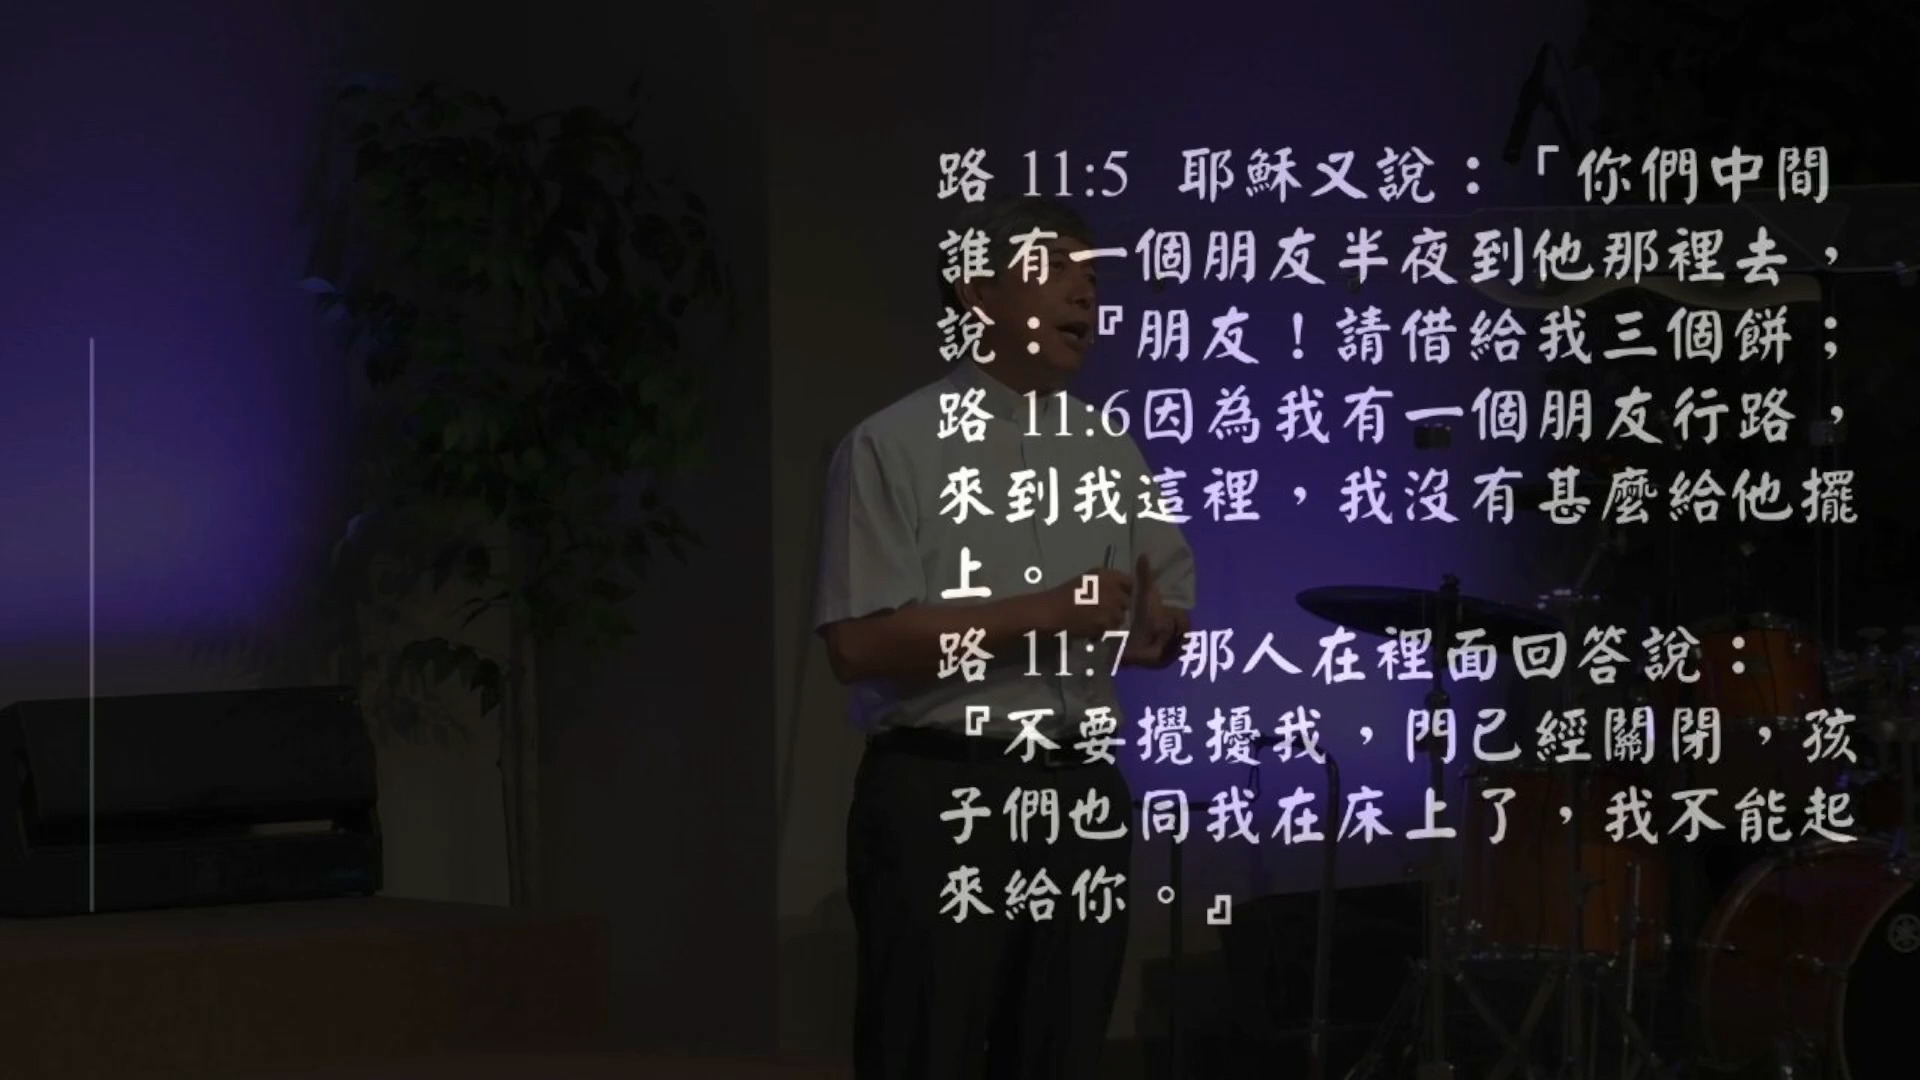 路 11:5 耶穌又說：「你們中間
誰有一個朋友半夜到他那裡去，
說：『朋友！請借給我三個餅；
路 11:6因為我有一個朋友行路，
來到我這裡，我沒有甚麼給他擺
上。』
路 11:7 那人在裡面回答說：
『不要攪擾我，門已經關閉，孩
子們也同我在床上了，我不能起
來給你。』